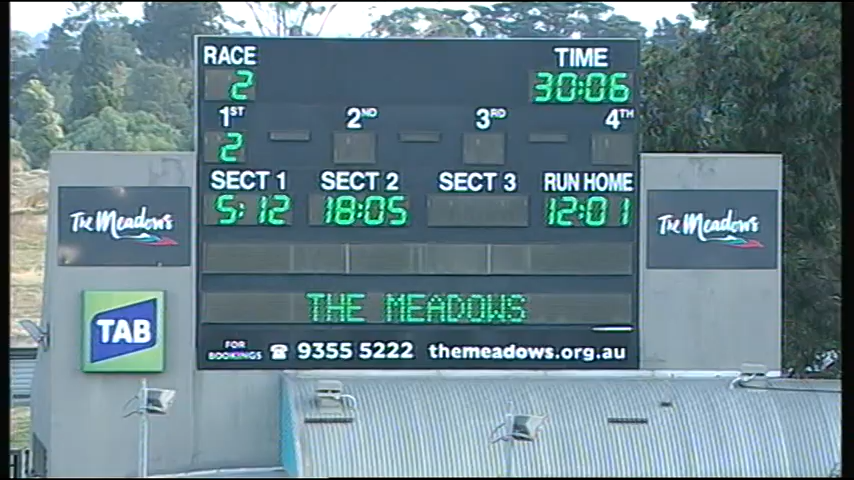 RACE TIME
2 30:06
1ST 2ND 3RD 4TH
2
SECT 1 SECT 2 SECT 3 RUN HOME
5:12 18:05 12:01
The Meadows
The Meadows
THE MEADOWS
TAB
FOR BOOKINGS ☎ 9355 5222 themeadows.org.au